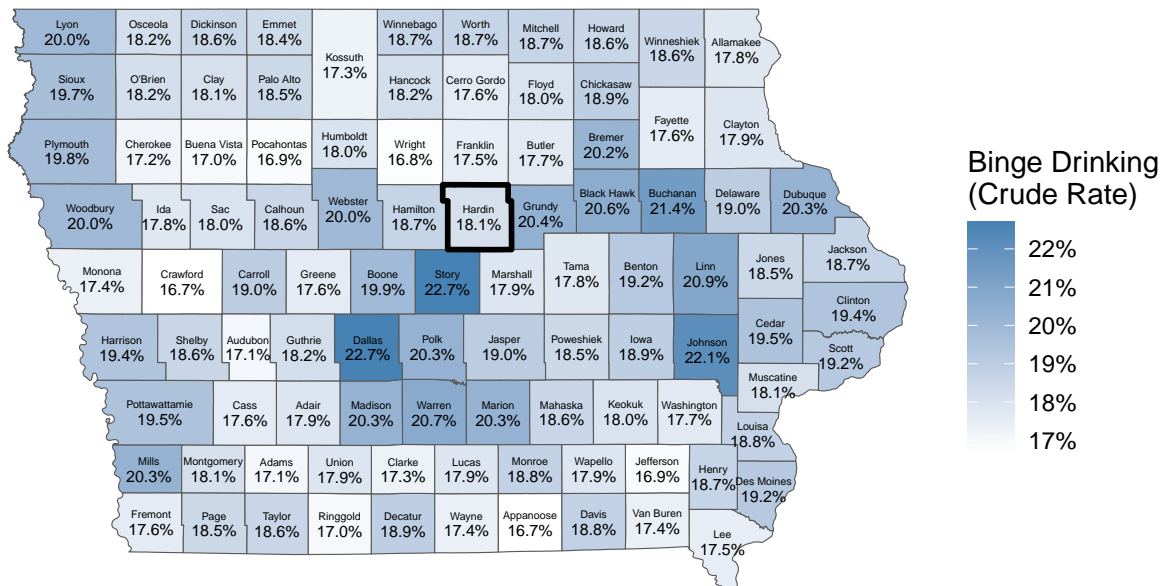 Lyon
20.0%
Osceola
18.2%
Dickinson
18.6%
Emmet
18.4%
Kossuth
17.3%
Winnebago
18.7%
Worth
18.7%
Mitchell
18.7%
Howard
18.6%
Winneshiek
18.6%
Allamakee
17.8%
Sioux
19.7%
O'Brien
18.2%
Clay
18.1%
Palo Alto
18.5%
Hancock
18.2%
Cerro Gordo
17.6%
Floyd
18.0%
Chickasaw
18.9%
Fayette
17.6%
Clayton
17.9%
Plymouth
19.8%
Cherokee
17.2%
Buena Vista
17.0%
Pocahontas
16.9%
Humboldt
18.0%
Wright
16.8%
Franklin
17.5%
Butler
17.7%
Bremer
20.2%
Woodbury
20.0%
Ida
17.8%
Sac
18.0%
Calhoun
18.6%
Webster
20.0%
Hamilton
18.7%
Hardin
18.1%
Grundy
20.4%
Black Hawk
20.6%
Buchanan
21.4%
Delaware
19.0%
Dubuque
20.3%
Monona
17.4%
Crawford
16.7%
Carroll
19.0%
Greene
17.6%
Boone
19.9%
Story
22.7%
Marshall
17.9%
Tama
17.8%
Benton
19.2%
Linn
20.9%
Jones
18.5%
Jackson
18.7%
Clinton
19.4%
Harrison
19.4%
Shelby
18.6%
Audubon
17.1%
Guthrie
18.2%
Dallas
22.7%
Polk
20.3%
Jasper
19.0%
Poweshiek
18.5%
Iowa
18.9%
Johnson
22.1%
Cedar
19.5%
Scott
19.2%
Muscatine
18.1%
Pottawattamie
19.5%
Cass
17.6%
Adair
17.9%
Madison
20.3%
Warren
20.7%
Marion
20.3%
Mahaska
18.6%
Keokuk
18.0%
Washington
17.7%
Louisa
18.8%
Mills
20.3%
Montgomery
18.1%
Adams
17.1%
Union
17.9%
Clarke
17.3%
Lucas
17.9%
Monroe
18.8%
Wapello
17.9%
Jefferson
16.9%
Henry
18.7%
Des Moines
19.2%
Fremont
17.6%
Page
18.5%
Taylor
18.6%
Ringgold
17.0%
Decatur
18.9%
Wayne
17.4%
Appanoose
16.7%
Davis
18.8%
Van Buren
17.4%
Lee
17.5%
Binge Drinking
(Crude Rate)
22%
21%
20%
19%
18%
17%